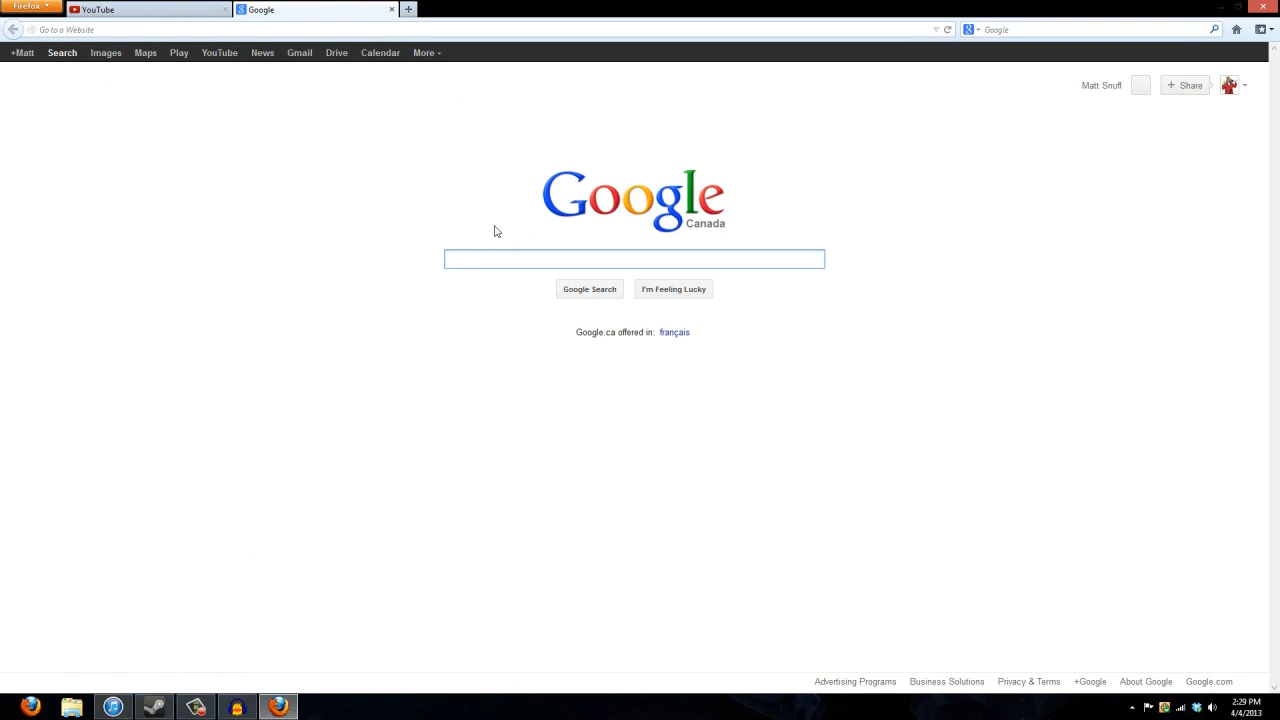 Firefox
YouTube
Google
Go to a Website
Google
+Matt Search Images Maps Play YouTube News Gmail Drive Calendar More
Matt Snuff
+ Share
Google
Canada
Google Search
I'm Feeling Lucky
Google.ca offered in: français
Advertising Programs Business Solutions Privacy & Terms +Google About Google Google.com
2:29 PM
4/4/2013